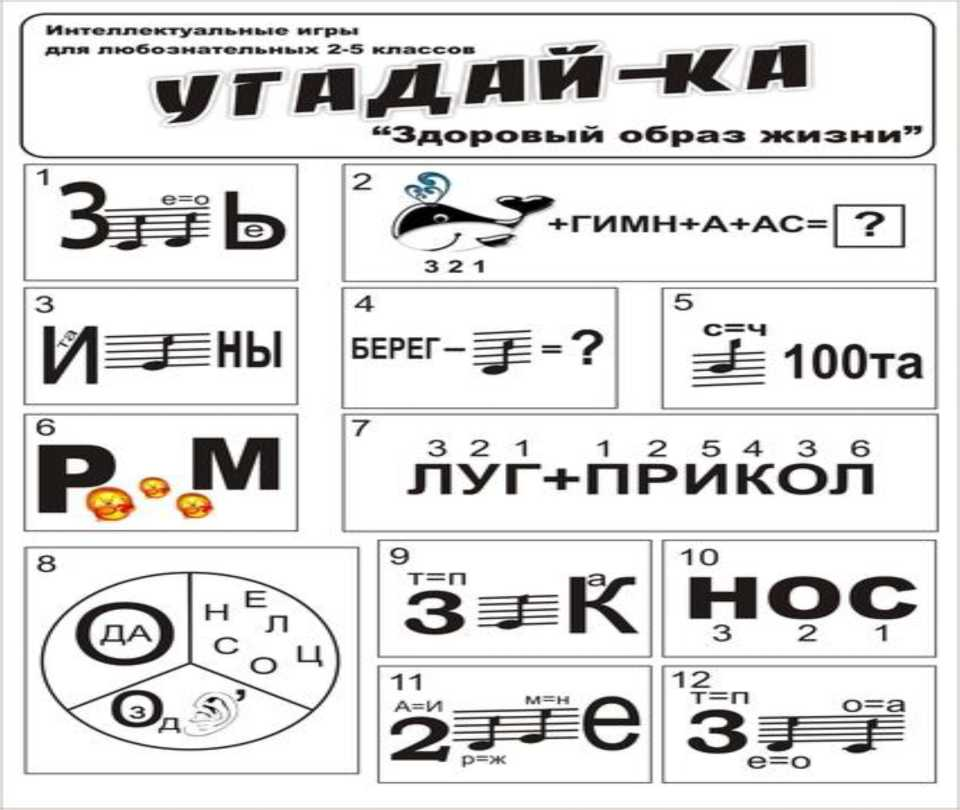 Интеллектуальные игры
для любознательных 2-5 классов
УГАДАЙ-КА
“Здоровый образ жизни”
1
е=о
З Ь
е
2
+ГИМН+А+АС= ?
3 2 1
3
И НЫ
та
4
БЕРЕГ– = ?
5
с=ч
100та
6
Р М
7
3 2 1 1 2 5 4 3 6
ЛУГ+ПРИКОЛ
8
О
ДА
Н Е Л
С О Ц
О
З
Д ’
9
т=п
3 К
а
10
НОС
3 2 1
11
А=И м=н
2 е
р=ж
12
т=п
о=а
3
е=о